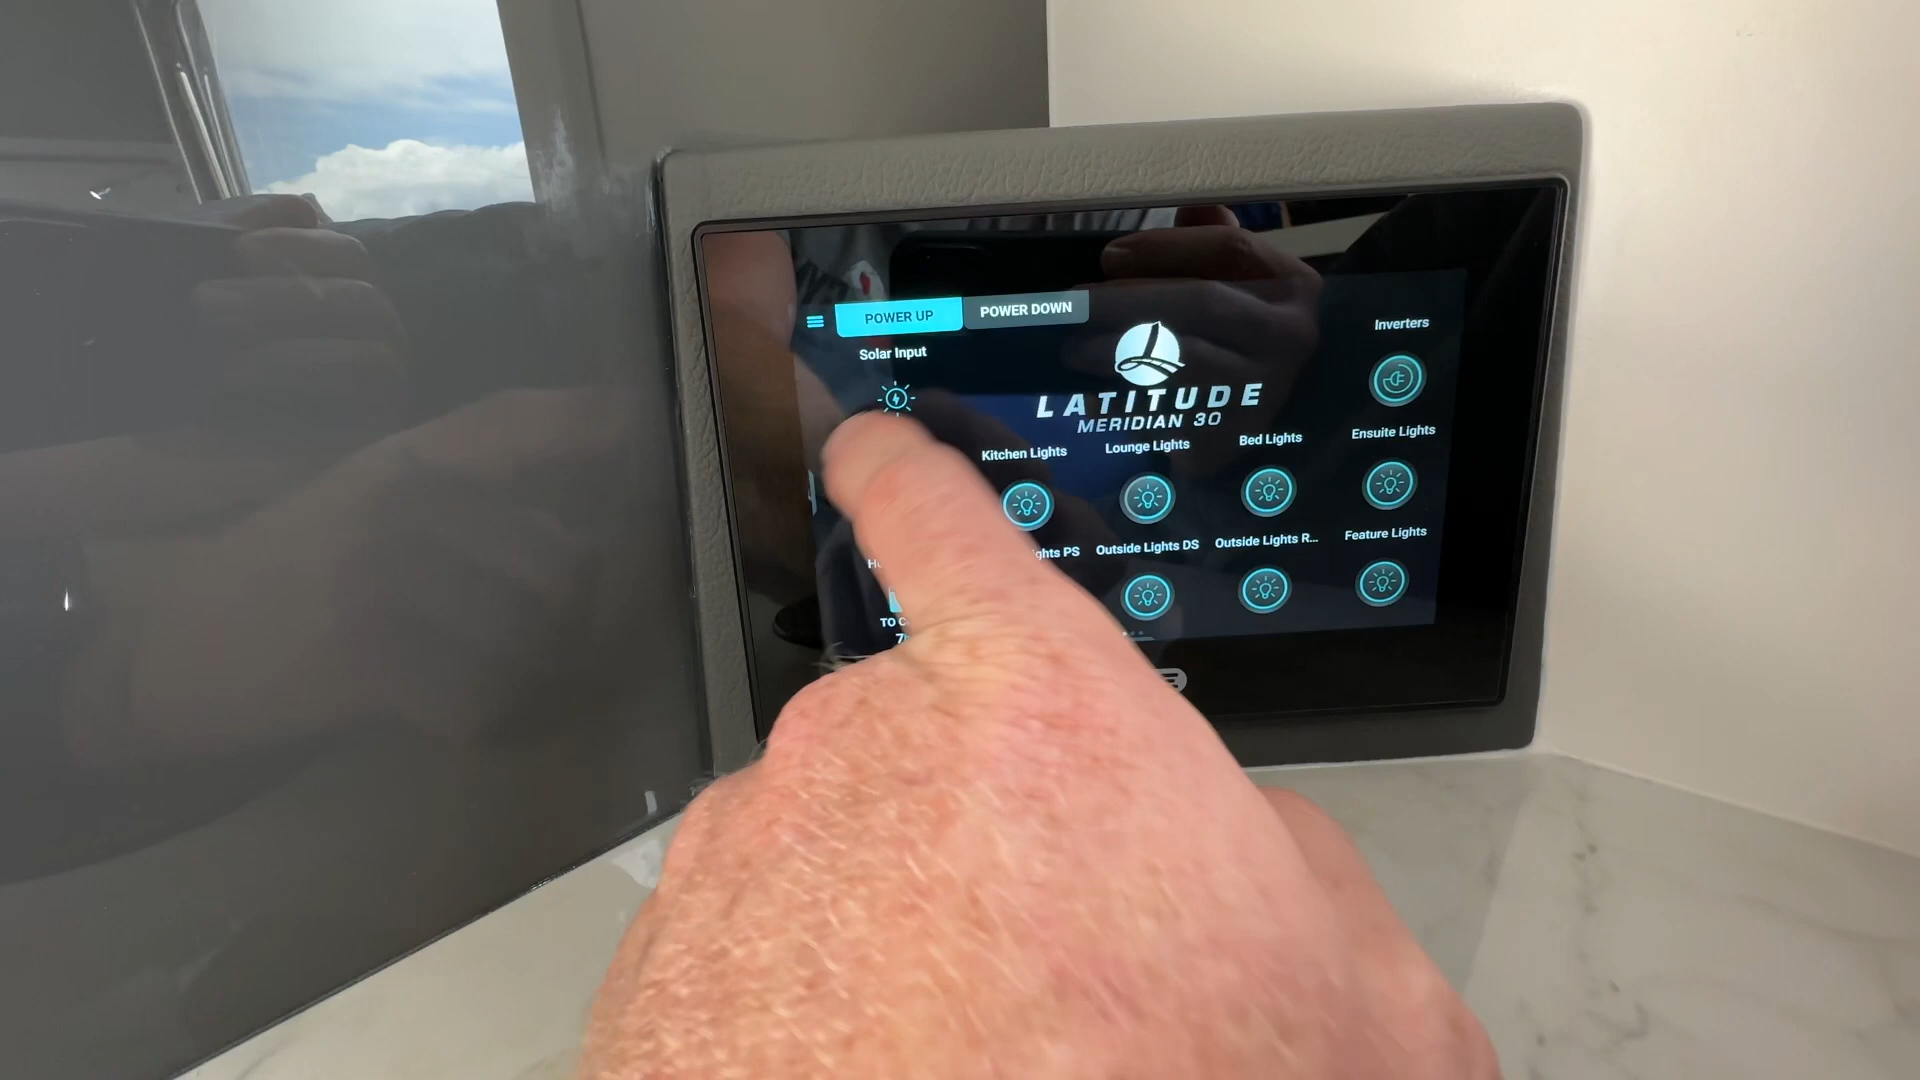 POWER UP
POWER DOWN
Inverters
Solar Input
LATITUDE
MERIDIAN 30
Kitchen Lights
Lounge Lights
Bed Lights
Ensuite Lights
PS
Outside Lights DS
Outside Lights R...
Feature Lights
TO